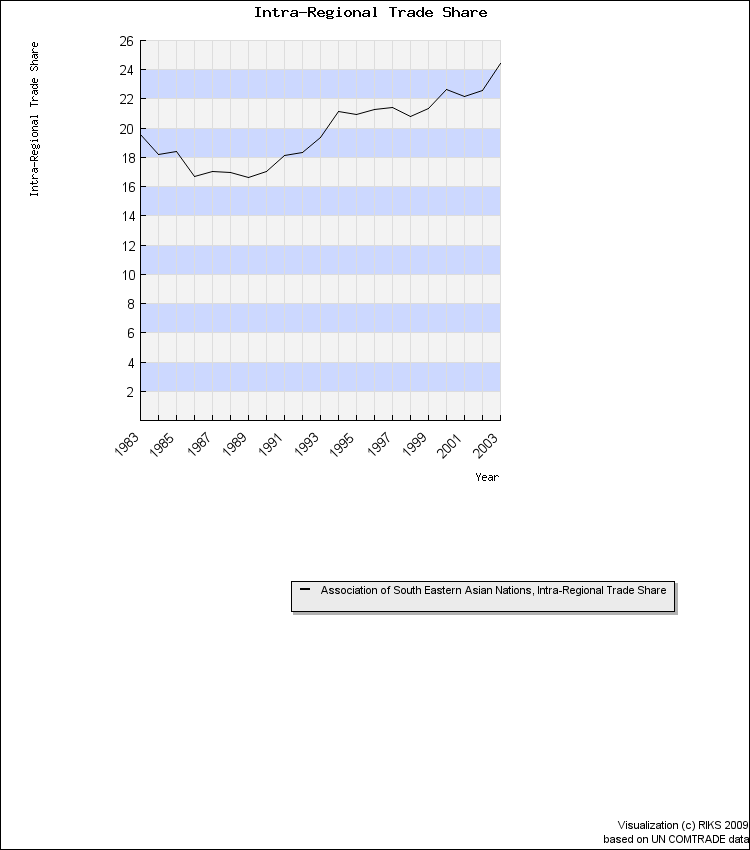 Intra-Regional Trade Share
Intra-Regional Trade Share
26
24
22
20
18
16
14
12
10
8
6
4
2
1983 1985 1987 1989 1991 1993 1995 1997 1999 2001 2003
Year
Association of South Eastern Asian Nations, Intra-Regional Trade Share
Visualization (c) RIKS 2009
based on UN COMTRADE data